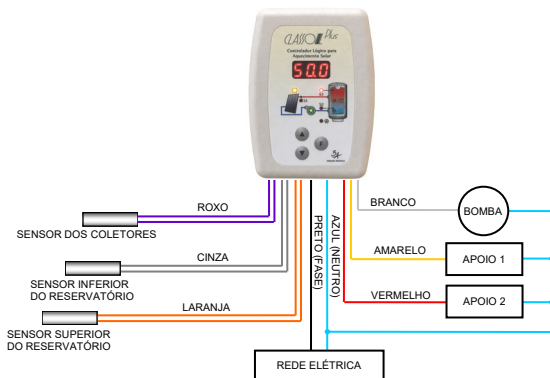 CLASSOL Plus
Controlador Lógico para
Aquecimento Solar
50.0
F
ROXO
SENSOR DOS COLETORES
CINZA
SENSOR INFERIOR
DO RESERVATÓRIO
LARANJA
SENSOR SUPERIOR
DO RESERVATÓRIO
PRETO (FASE)
AZUL (NEUTRO)
BRANCO
BOMBA
AMARELO
APOIO 1
VERMELHO
APOIO 2
REDE ELÉTRICA